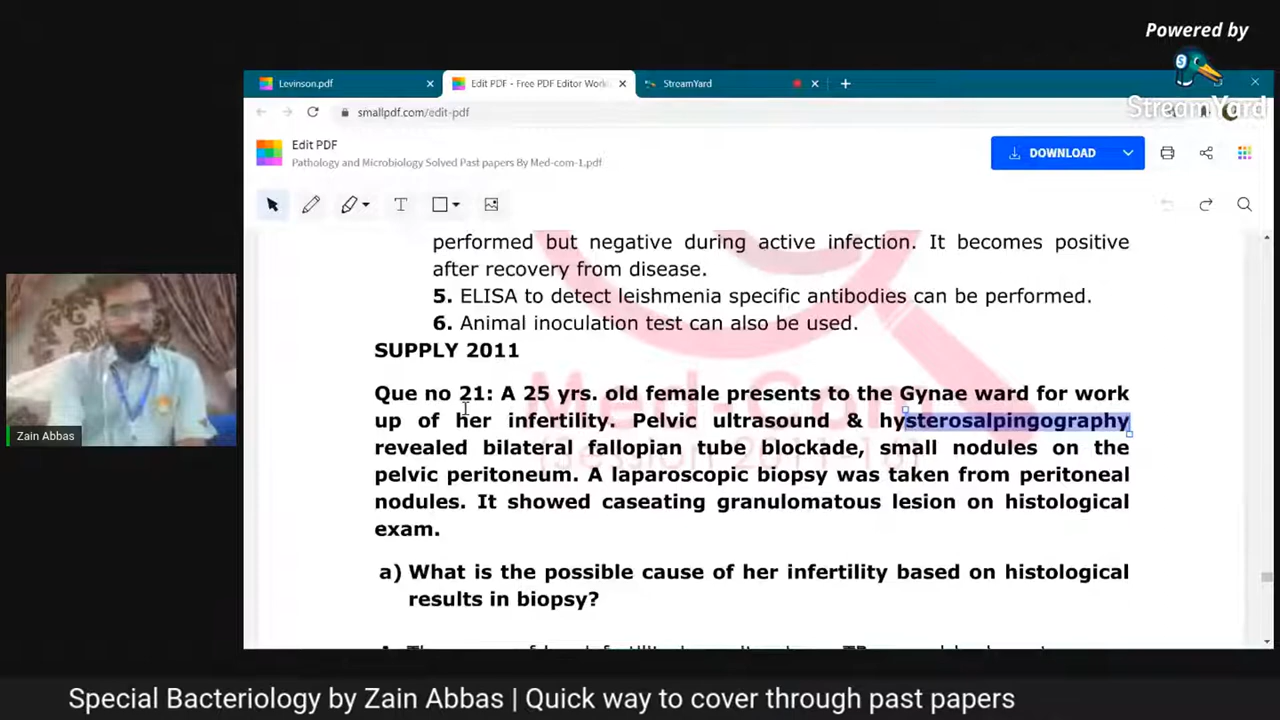 Powered by
StreamYard
Levinson.pdf
Edit PDF - Free PDF Editor Work
StreamYard
smallpdf.com/edit-pdf
Edit PDF
Pathology and Microbiology Solved Past papers By Med-com-1.pdf
DOWNLOAD
performed but negative during active infection. It becomes positive
after recovery from disease.
5. ELISA to detect leishmenia specific antibodies can be performed.
6. Animal inoculation test can also be used.
SUPPLY 2011
Que no 21: A 25 yrs. old female presents to the Gynae ward for work
up of her infertility. Pelvic ultrasound & hysterosalpingography
revealed bilateral fallopian tube blockade, small nodules on the
pelvic peritoneum. A laparoscopic biopsy was taken from peritoneal
nodules. It showed caseating granulomatous lesion on histological
exam.
a) What is the possible cause of her infertility based on histological
results in biopsy?
Med-Com
Zain Abbas
Special Bacteriology by Zain Abbas | Quick way to cover through past papers